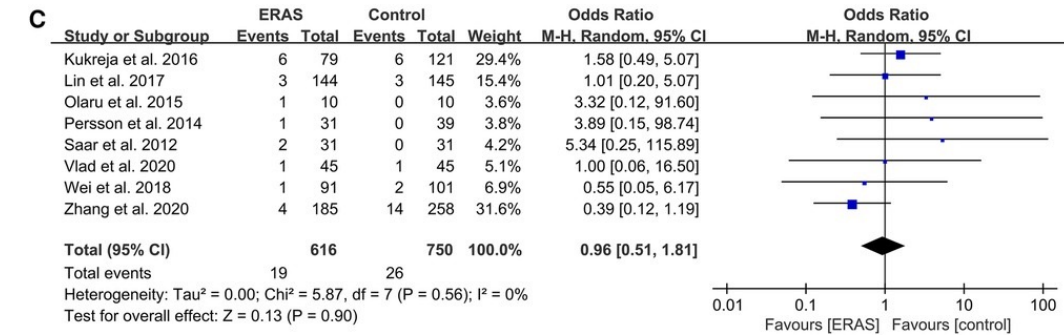 C
ERAS Control Odds Ratio Odds Ratio
Study or Subgroup Events Total Events Total Weight M-H, Random, 95% CI M-H, Random, 95% CI
Kukreja et al. 2016 6 79 6 121 29.4% 1.58 [0.49, 5.07]
Lin et al. 2017 3 144 3 145 15.4% 1.01 [0.20, 5.07]
Olaru et al. 2015 1 10 0 10 3.6% 3.32 [0.12, 91.60]
Persson et al. 2014 1 31 0 39 3.8% 3.89 [0.15, 98.74]
Saar et al. 2012 2 31 0 31 4.2% 5.34 [0.25, 115.89]
Vlad et al. 2020 1 45 1 45 5.1% 1.00 [0.06, 16.50]
Wei et al. 2018 1 91 2 101 6.9% 0.55 [0.05, 6.17]
Zhang et al. 2020 4 185 14 258 31.6% 0.39 [0.12, 1.19]
Total (95% CI) 616 750 100.0% 0.96 [0.51, 1.81]
Total events 19 26
Heterogeneity: Tau² = 0.00; Chi² = 5.87, df = 7 (P = 0.56); I² = 0%
Test for overall effect: Z = 0.13 (P = 0.90)
0.01 0.1 1 10 100
Favours [ERAS] Favours [control]